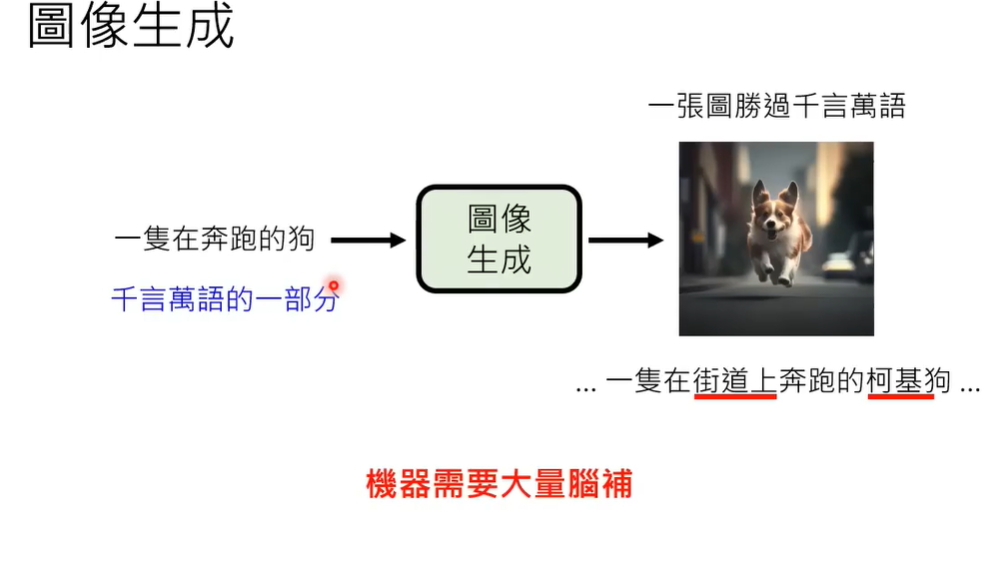 圖像生成
一張圖勝過千言萬語
一隻在奔跑的狗
圖像
生成
千言萬語的一部分
... 一隻在街道上奔跑的柯基狗 ...
機器需要大量腦補